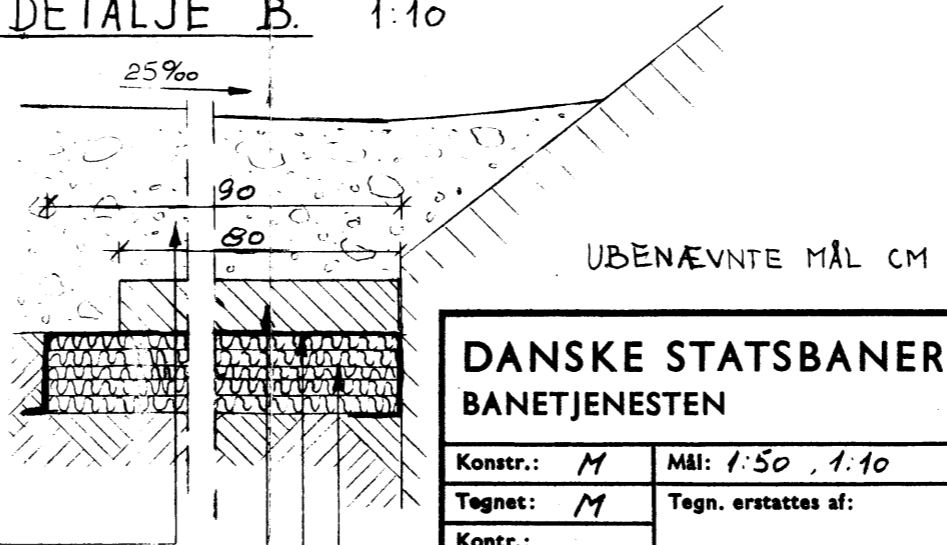 DETALJE B. 1:10
25‰
90
80
UBENÆVNTE MÅL CM
DANSKE STATSBANER
BANETJENESTEN
Konstr.: M Mål: 1:50, 1:10
Tegnet: M Tegn. erstattes af:
Kontr.: